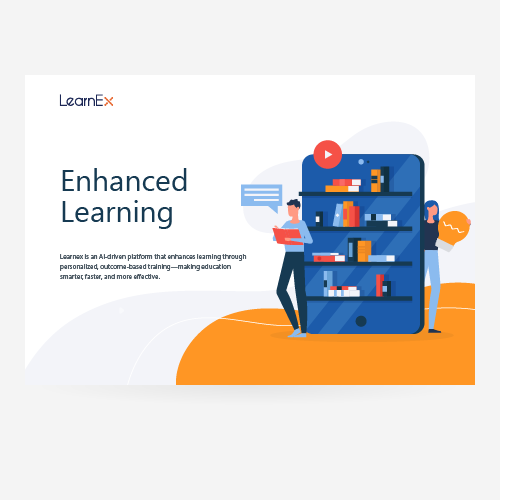 LearnEx
Enhanced
Learning
Learnex is an AI-driven platform that enhances learning through
personalized, outcome-based training—making education
smarter, faster, and more effective.